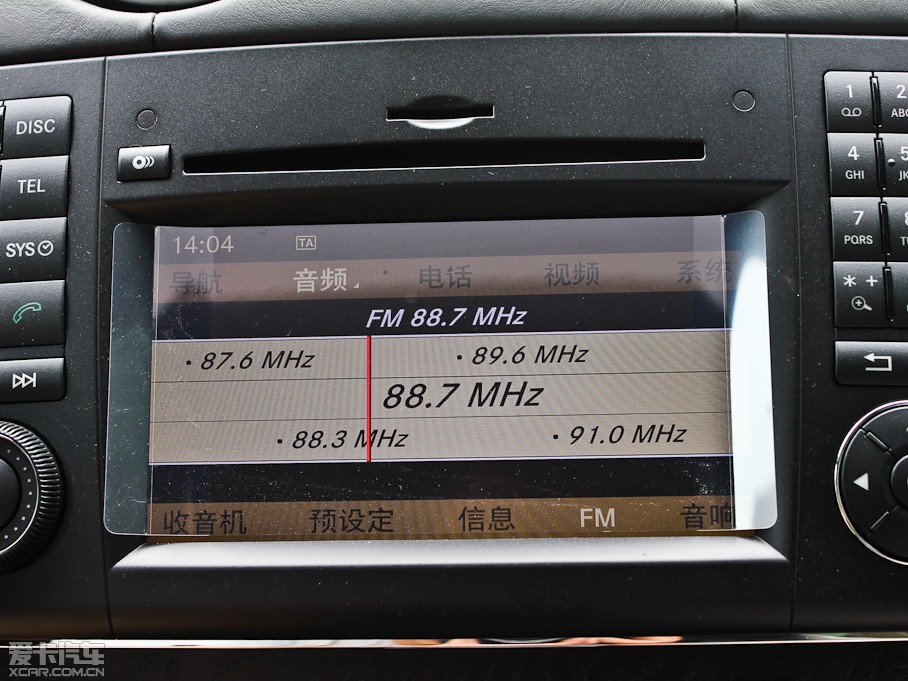 DISC
TEL
SYS
14:04 TA
导航 音频 电话 视频 系统
FM 88.7 MHz
87.6 MHz 89.6 MHz
88.7 MHz
88.3 MHz 91.0 MHz
收音机 预设定 信息 FM 音响
1 2
ABC
4 5
GHI
7 8
PQRS
* +
爱卡汽车
XCAR.COM.CN